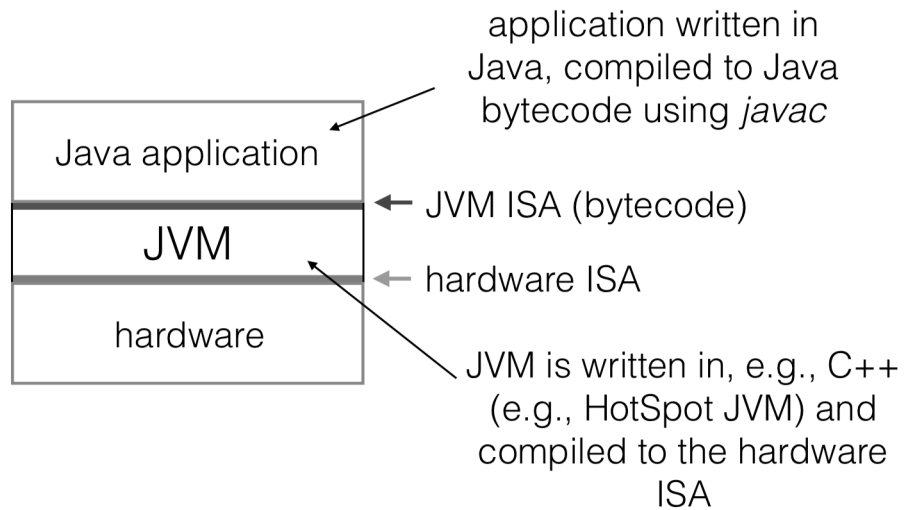 application written in
Java, compiled to Java
bytecode using javac
Java application
JVM ISA (bytecode)
JVM
hardware ISA
hardware
JVM is written in, e.g., C++
(e.g., HotSpot JVM) and
compiled to the hardware
ISA